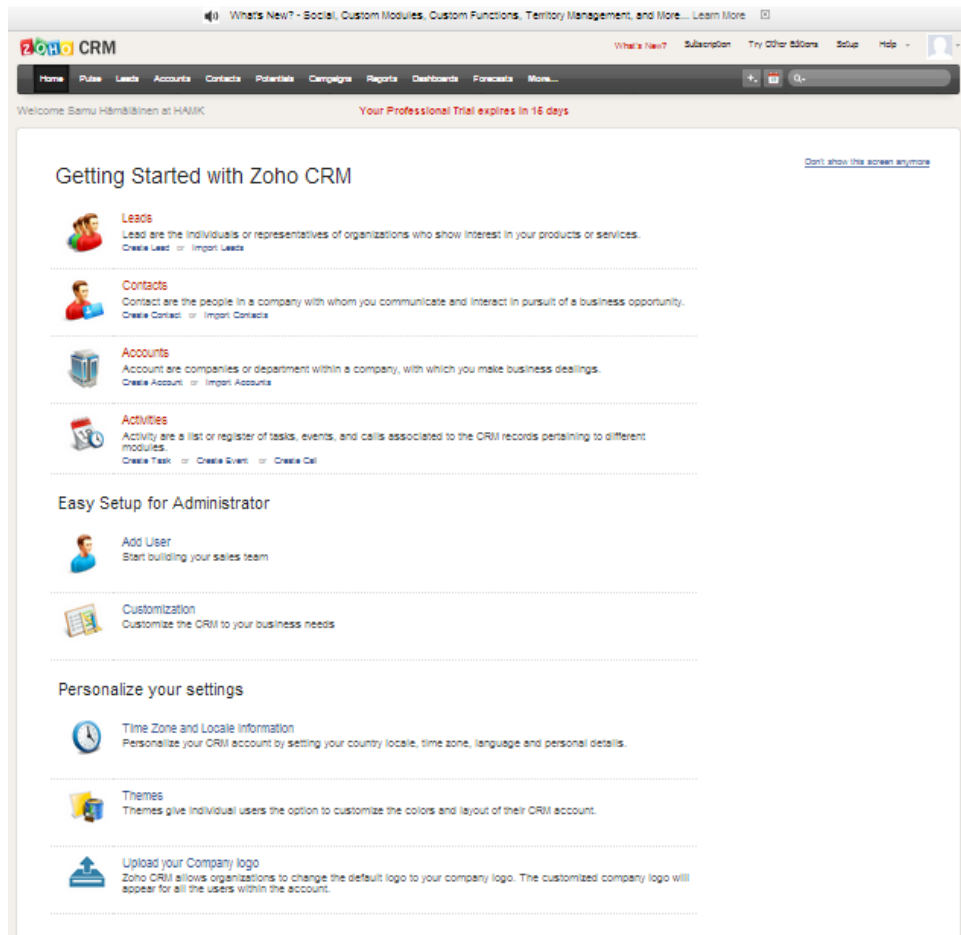 What's New? - Social, Custom Modules, Custom Functions, Territory Management, and More... Learn More
ZOHO CRM
What's New? Subscription Try Other Editions Setup Help
Home Pulse Leads Accounts Contacts Potentials Campaigns Reports Dashboards Forecasts More...
Welcome Samu Hämäläinen at HAMK
Your Professional Trial expires in 15 days
Don't show this screen anymore
Getting Started with Zoho CRM
Leads
Lead are the individuals or representatives of organizations who show interest in your products or services.
Create Lead or Import Leads
Contacts
Contact are the people in a company with whom you communicate and interact in pursuit of a business opportunity.
Create Contact or Import Contacts
Accounts
Account are companies or department within a company, with which you make business dealings.
Create Account or Import Accounts
Activities
Activity are a list or register of tasks, events, and calls associated to the CRM records pertaining to different
modules.
Create Task or Create Event or Create Call
Easy Setup for Administrator
Add User
Start building your sales team
Customization
Customize the CRM to your business needs
Personalize your settings
Time Zone and Locale Information
Personalize your CRM account by setting your country locale, time zone, language and personal details.
Themes
Themes give individual users the option to customize the colors and layout of their CRM account.
Upload your Company logo
Zoho CRM allows organizations to change the default logo to your company logo. The customized company logo will
appear for all the users within the account.